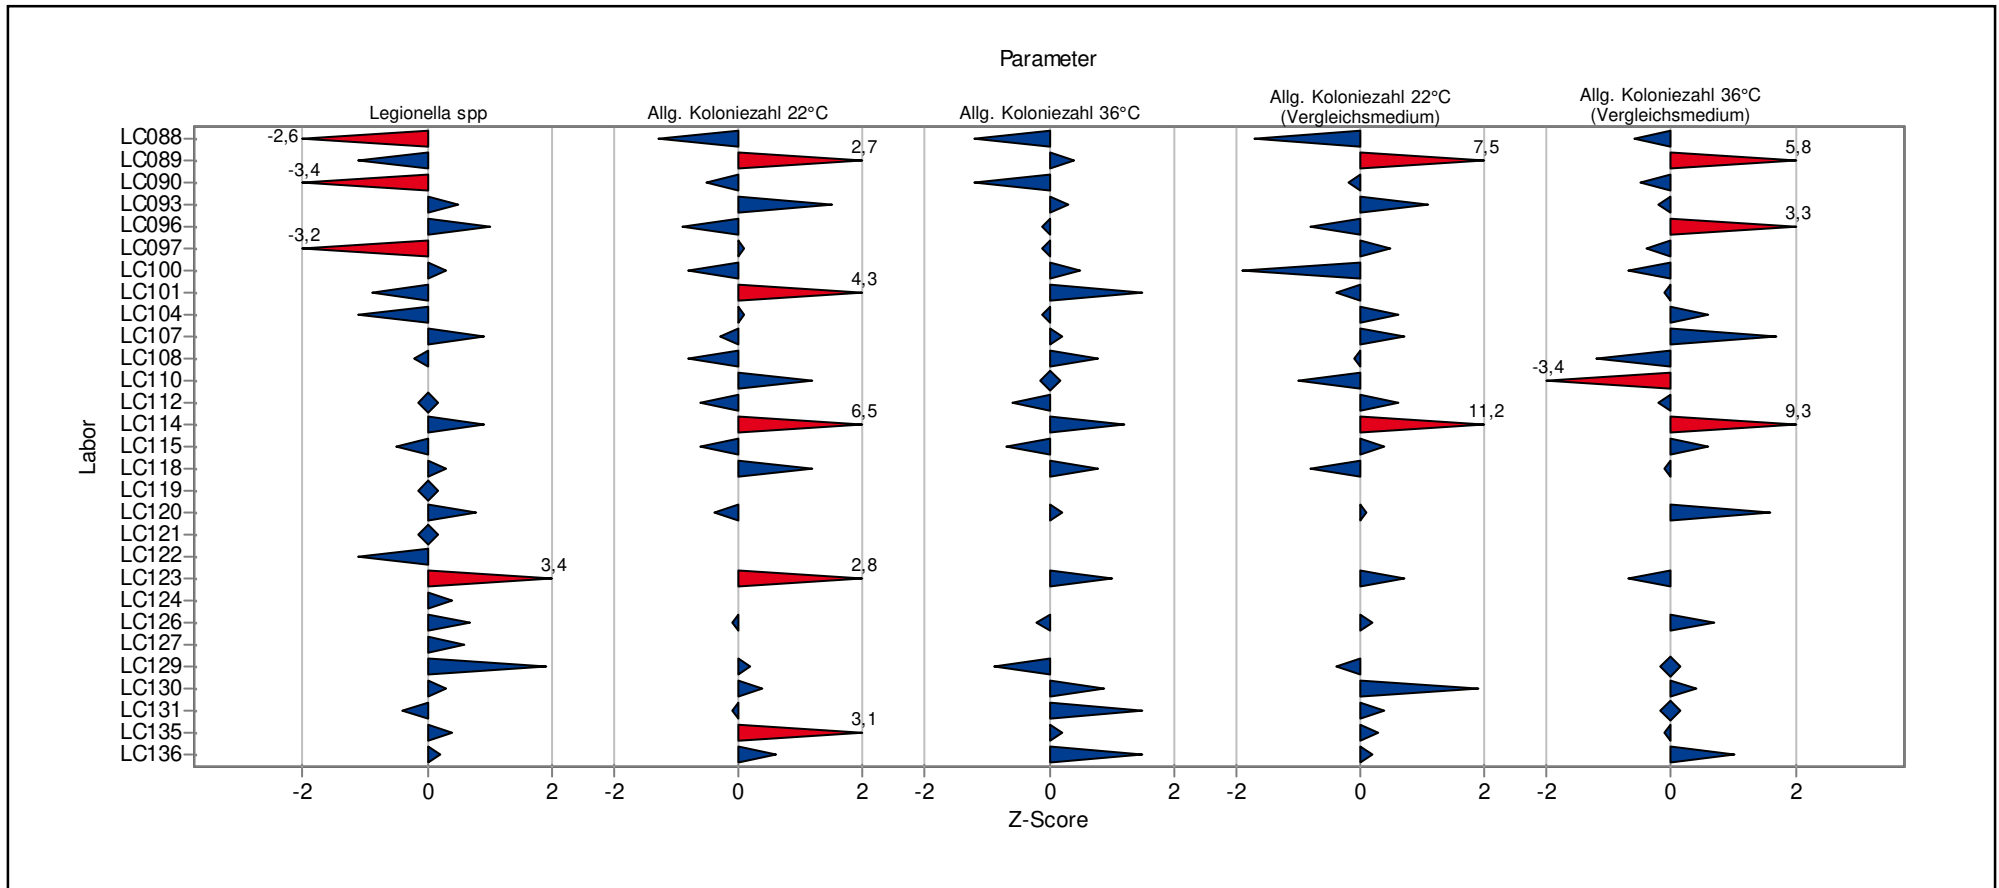 Parameter
Legionella spp
Allg. Koloniezahl 22°C
Allg. Koloniezahl 36°C
Allg. Koloniezahl 22°C
(Vergleichsmedium)
Allg. Koloniezahl 36°C
(Vergleichsmedium)
Labor
LC088 -2,6
LC089 2,7 7,5 5,8
LC090 -3,4
LC093
LC096 3,3
LC097 -3,2
LC100
LC101 4,3
LC104
LC107
LC108
LC110 -3,4
LC112
LC114 6,5 11,2 9,3
LC115
LC118
LC119
LC120
LC121
LC122
LC123 3,4 2,8
LC124
LC126
LC127
LC129
LC130
LC131
LC135 3,1
LC136
-2 0 2 -2 0 2 -2 0 2 -2 0 2 -2 0 2
Z-Score